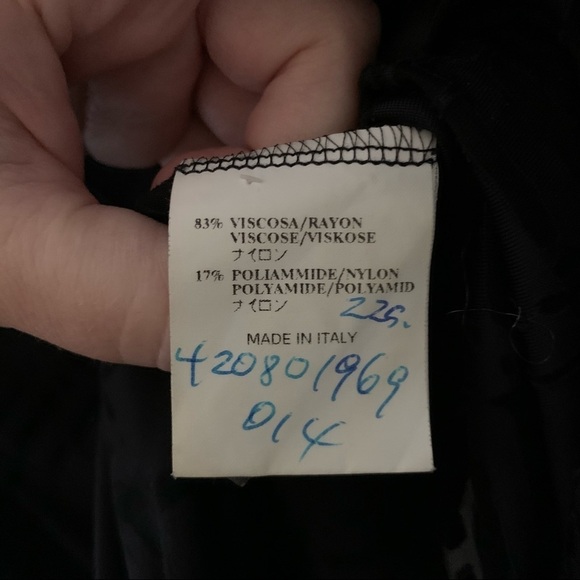 83% VISCOSA/RAYON
VISCOSE/VISKOSE
ナイロン
17% POLIAMMIDE/NYLON
POLYAMIDE/POLYAMID
ナイロン
225.
MADE IN ITALY
420801969
014